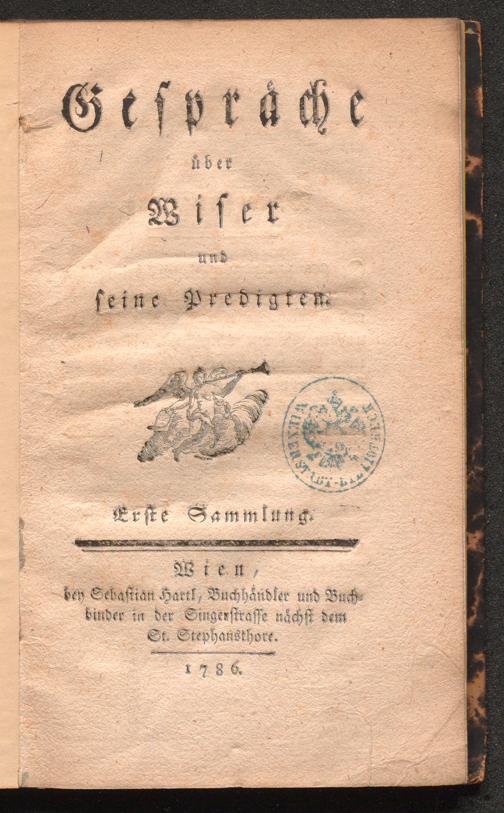 Geſpräche
über
Wiſer
und
ſeine Predigten.
Erſte Sammlung.
Wien,
bey Sebaſtian Hartl, Buchhändler und Buch-
binder in der Singerſtraſſe nächſt dem
St. Stephansthore.
1786.